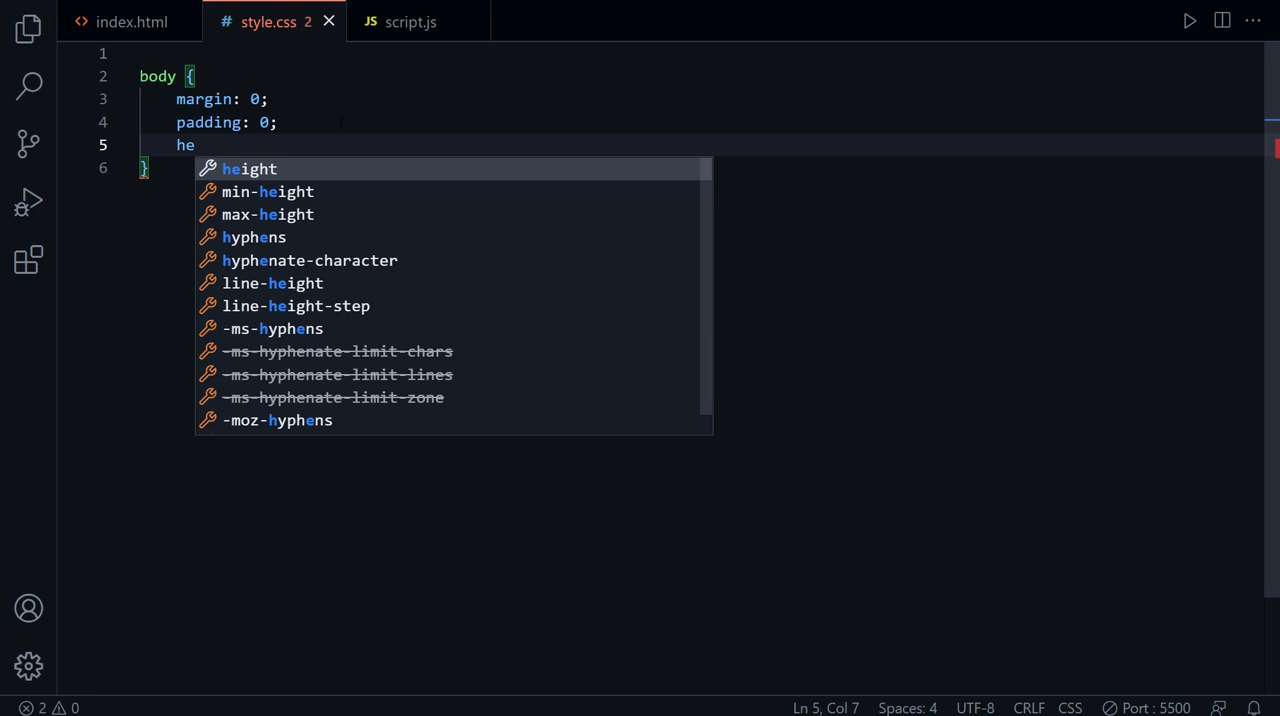 index.html # style.css 2 JS script.js
1
2 body {
3 margin: 0;
4 padding: 0;
5 he
6 }
height
min-height
max-height
hyphens
hyphenate-character
line-height
line-height-step
-ms-hyphens
-ms-hyphenate-limit-chars
-ms-hyphenate-limit-lines
-ms-hyphenate-limit-zone
-moz-hyphens
2 0 Ln 5, Col 7 Spaces: 4 UTF-8 CRLF CSS Port : 5500